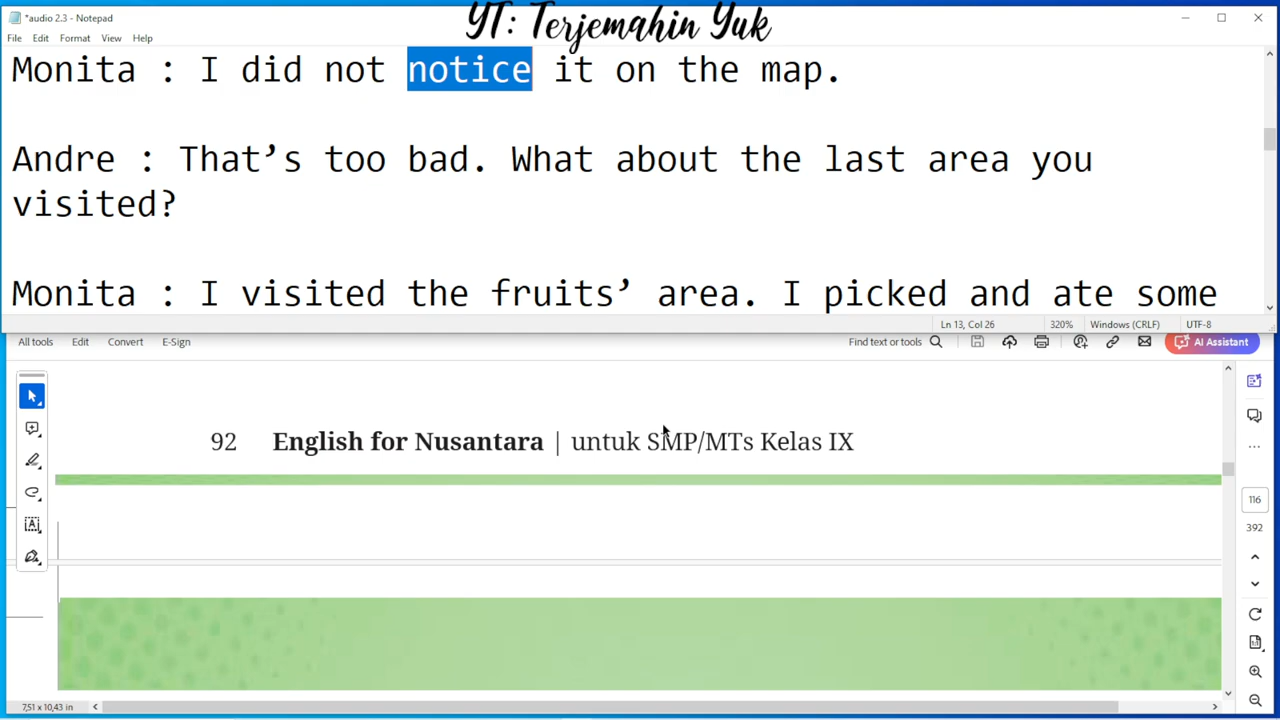 *audio 2.3 - Notepad
YT: Terjemahin Yuk
File Edit Format View Help
Monita : I did not notice it on the map.
Andre : That’s too bad. What about the last area you
visited?
Monita : I visited the fruits’ area. I picked and ate some
Ln 13, Col 26 320% Windows (CRLF) UTF-8
All tools Edit Convert E-Sign Find text or tools AI Assistant
92 English for Nusantara | untuk SMP/MTs Kelas IX
116
392
7,51 x 10,43 in